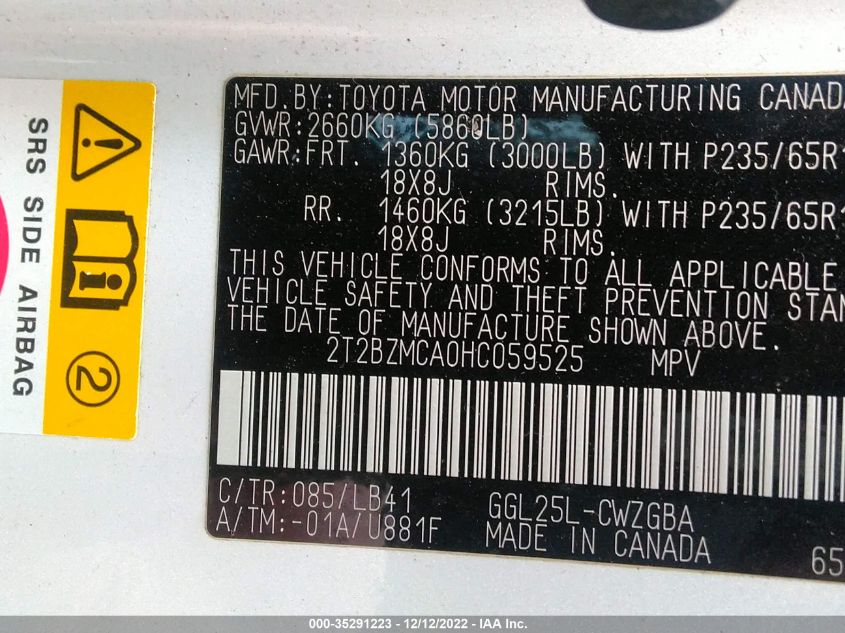 MFD.BY:TOYOTA MOTOR MANUFACTURING CANADA
GVWR:2660KG (5860LB)
GAWR:FRT. 1360KG (3000LB) WITH P235/65R1
18X8J RIMS.
RR. 1460KG (3215LB) WITH P235/65R1
18X8J RIMS.
THIS VEHICLE CONFORMS TO ALL APPLICABLE
VEHICLE SAFETY AND THEFT PREVENTION STAN
THE DATE OF MANUFACTURE SHOWN ABOVE.
2T2BZMCA0HC059525 MPV
C/TR:085/LB41 GGL25L-CWZGBA
A/TM:-01A/U881F MADE IN CANADA 65
SRS SIDE AIRBAG
2
000-35291223 - 12/12/2022 - IAA Inc.